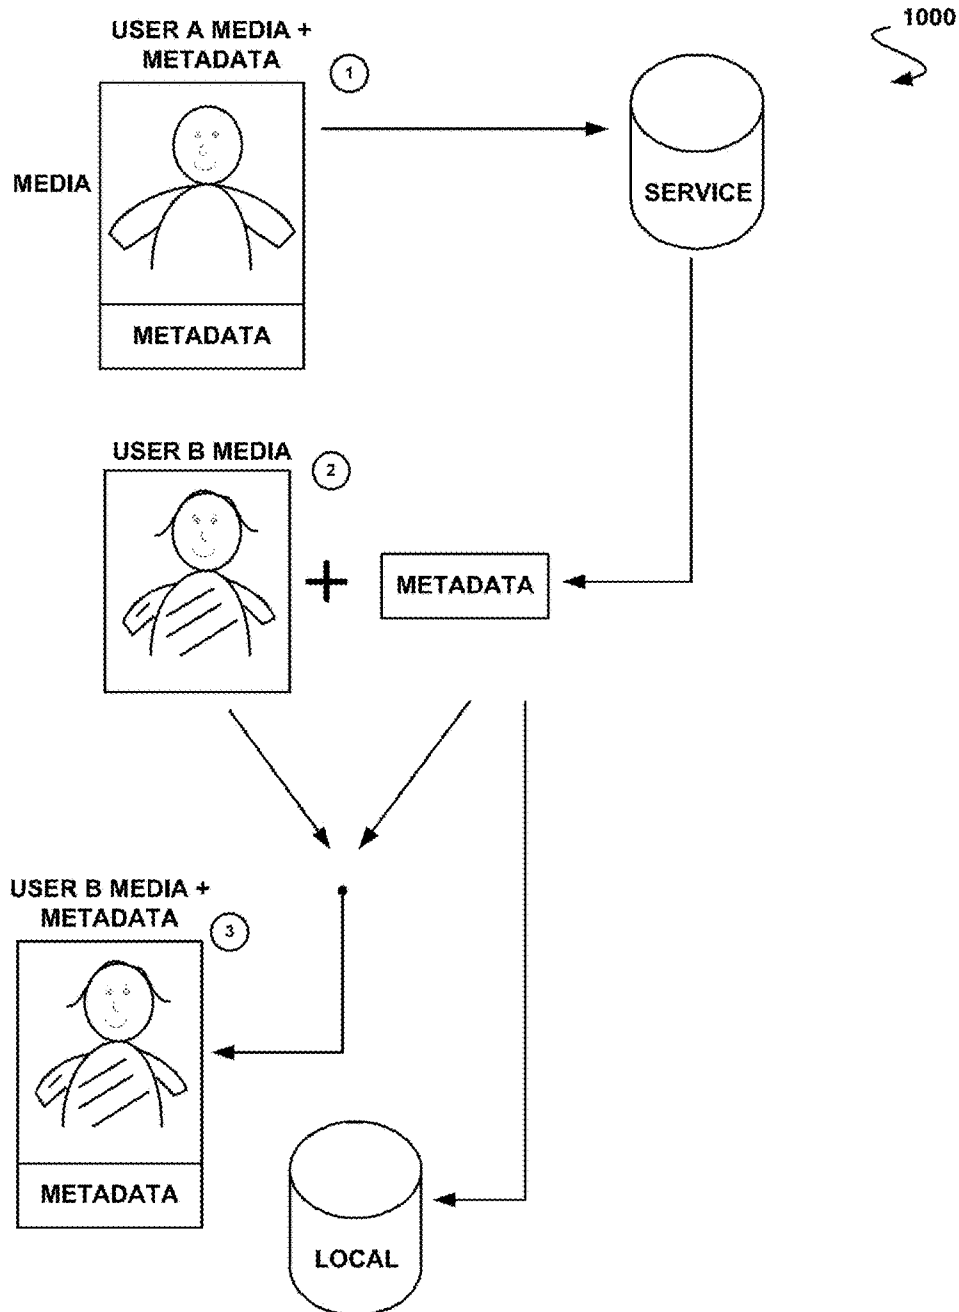 1000
USER A MEDIA +
METADATA
1
MEDIA
SERVICE
METADATA
USER B MEDIA
2
METADATA
USER B MEDIA +
METADATA
3
METADATA
LOCAL